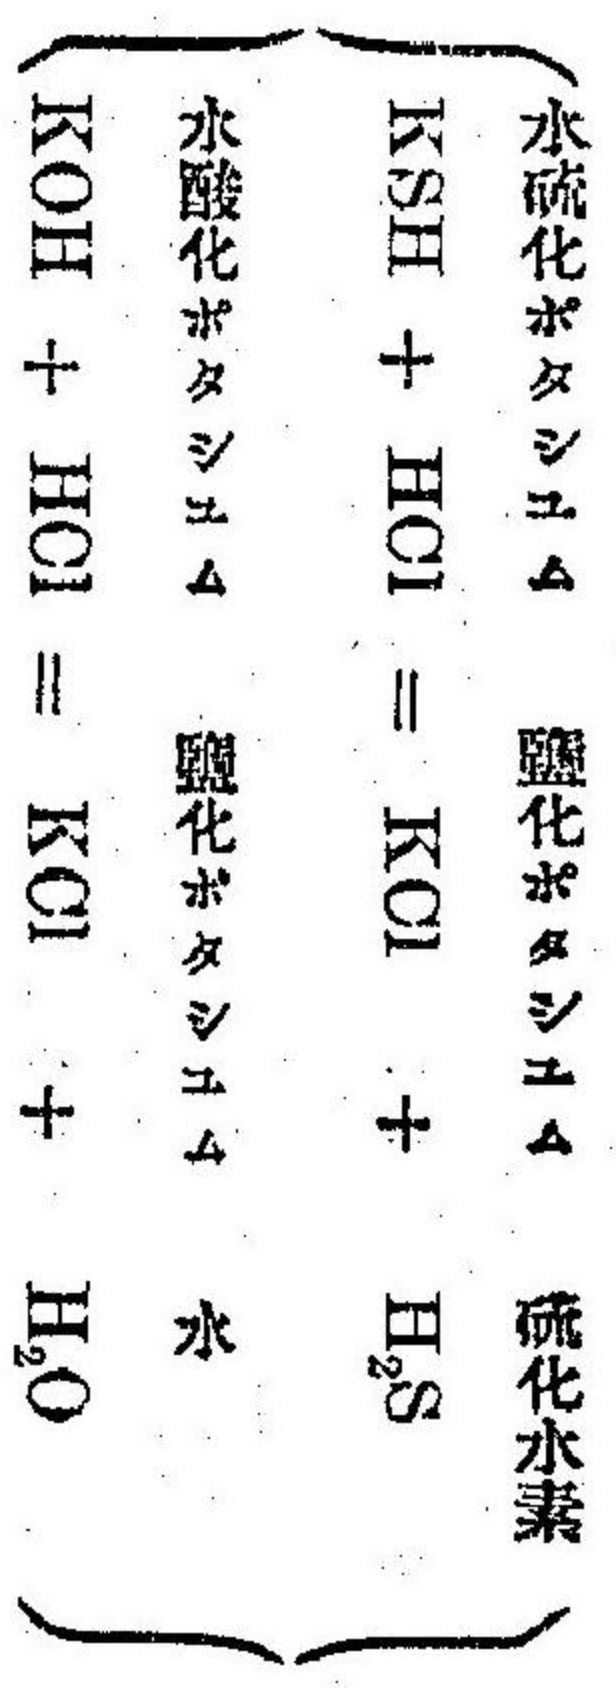 水硫化ポタシユム 鹽化ポタシユム 硫化水素
KSH + HCl = KCl + H₂S
水酸化ポタシユム 鹽化ポタシユム 水
KOH + HCl = KCl + H₂O